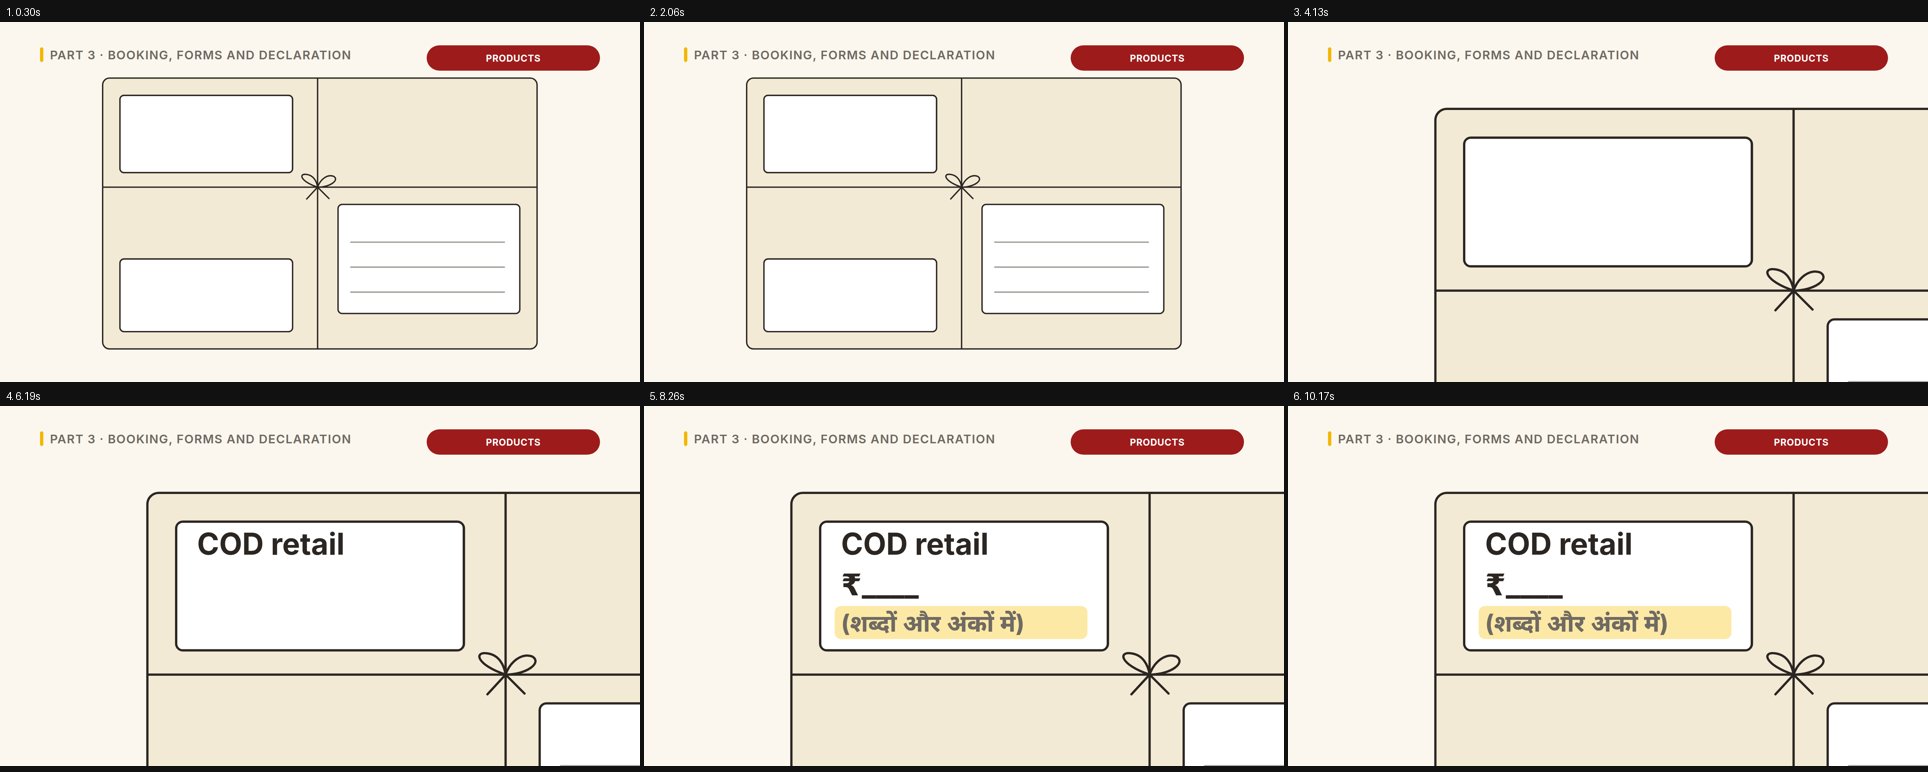 1. 0.30s
PART 3 · BOOKING, FORMS AND DECLARATION
PRODUCTS
2. 2.06s
PART 3 · BOOKING, FORMS AND DECLARATION
PRODUCTS
3. 4.13s
PART 3 · BOOKING, FORMS AND DECLARATION
PRODUCTS
4. 6.19s
PART 3 · BOOKING, FORMS AND DECLARATION
PRODUCTS
COD retail
5. 8.26s
PART 3 · BOOKING, FORMS AND DECLARATION
PRODUCTS
COD retail
₹____
(शब्दों और अंकों में)
6. 10.17s
PART 3 · BOOKING, FORMS AND DECLARATION
PRODUCTS
COD retail
₹____
(शब्दों और अंकों में)